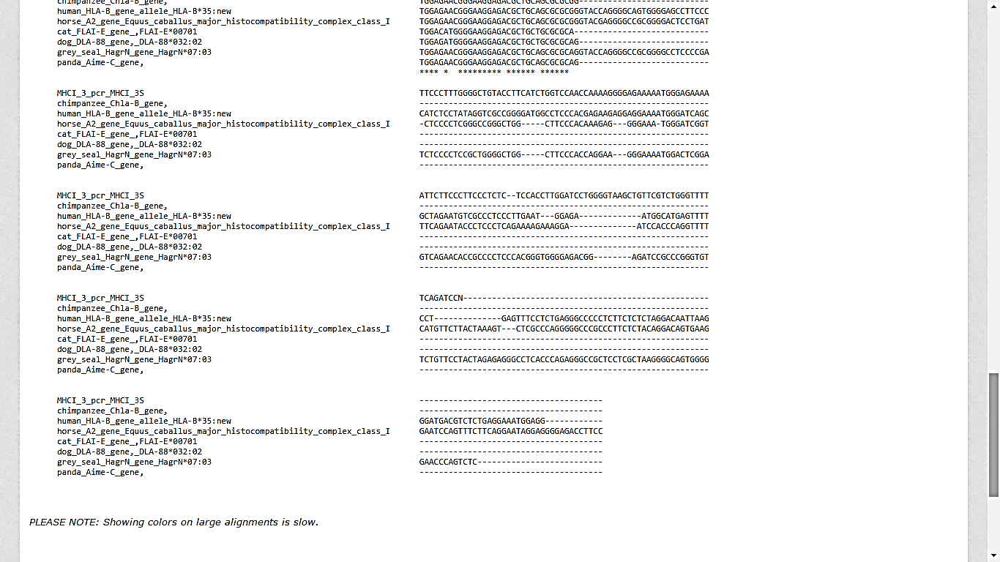 chimpanzee_Chla-B_gene, TGGAGAACGGGAAGGAGACGCTGCAGCGCGCGG-----------------------
human_HLA-B_gene_allele_HLA-B*35:new TGGAGAACGGGAAGGAGACGCTGCAGCGCGCGGGTACCAGGGGCAGTGGGGAGCCTTCCC
horse_A2_gene_Equus_caballus_major_histocompatibility_complex_class_I TGGAGAACGGGAAGGAGACGCTGCAGCGCGCGGGTACGAGGGGCCGCGGGGACTCCTGAT
cat_FLAI-E_gene_,FLAI-E*00701 TGGACATGGGAAGGAGACGCTGCTGCGCGCA----------------------------
dog_DLA-88_gene,_DLA-88*032:02 TGGAGATGGGGAAGGAGACGCTGCTGCGCGCAG---------------------------
grey_seal_HagrN_gene_HagrN*07:03 TGGAGAACGGGAAGGAGACGCTGCAGCGCGCAGGTACCAGGGGCCGCGGGGCCTCCCCGA
panda_Aime-C_gene, TGGAGAACGGGAAGGAGACGCTGCAGCGCGCAG---------------------------
**** *  ********* ****** ******
MHCI_3_pcr_MHCI_3S TTCCCTTTGGGGCTGTACCTTCATCTGGTCCAACCAAAAGGGGAGAAAAATGGGAGAAAA
chimpanzee_Chla-B_gene, ------------------------------------------------------------
human_HLA-B_gene_allele_HLA-B*35:new CATCTCCTATAGGTCGCCGGGGATGGCCTCCCACGAGAAGAGGAGGAAAATGGGATCAGC
horse_A2_gene_Equus_caballus_major_histocompatibility_complex_class_I -CTCCCCTCGGGCCGGGCTGG-----CTTCCCACAAAGAG---GGGAAA-TGGGATCGGT
cat_FLAI-E_gene_,FLAI-E*00701 ------------------------------------------------------------
dog_DLA-88_gene,_DLA-88*032:02 ------------------------------------------------------------
grey_seal_HagrN_gene_HagrN*07:03 TCTCCCCTCCGCTGGGGCTGG-----CTTCCCACCAGGAA---GGGAAAATGGACTCGGA
panda_Aime-C_gene, ------------------------------------------------------------
MHCI_3_pcr_MHCI_3S ATTCTTCCCTTCCCTCTC--TCCACCTTGGATCCTGGGGTAAGCTGTTCGTCTGGGTTTT
chimpanzee_Chla-B_gene, ------------------------------------------------------------
human_HLA-B_gene_allele_HLA-B*35:new GCTAGAATGTCGCCCTCCCTTGAAT---GGAGA-------------ATGGCATGAGTTTT
horse_A2_gene_Equus_caballus_major_histocompatibility_complex_class_I TTCAGAATACCCTCCCTCAGAAAAGAAAGGA--------------ATCCACCCAGGTTTT
cat_FLAI-E_gene_,FLAI-E*00701 ------------------------------------------------------------
dog_DLA-88_gene,_DLA-88*032:02 ------------------------------------------------------------
grey_seal_HagrN_gene_HagrN*07:03 GTCAGAACACCGCCCCTCCCACGGGTGGGGAGACGG--------AGATCCGCCCGGGTGT
panda_Aime-C_gene, ------------------------------------------------------------
MHCI_3_pcr_MHCI_3S TCAGATCCN---------------------------------------------------
chimpanzee_Chla-B_gene, ------------------------------------------------------------
human_HLA-B_gene_allele_HLA-B*35:new CCT--------------GAGTTTCCTCTGAGGGCCCCCTCTTCTCTCTAGGACAATTAAG
horse_A2_gene_Equus_caballus_major_histocompatibility_complex_class_I CATGTTCTTACTAAAGT---CTCGCCCAGGGGGCCCGCCCTTCTCTACAGGACAGTGAAG
cat_FLAI-E_gene_,FLAI-E*00701 ------------------------------------------------------------
dog_DLA-88_gene,_DLA-88*032:02 ------------------------------------------------------------
grey_seal_HagrN_gene_HagrN*07:03 TCTGTTCCTACTAGAGAGGGCCTCACCCAGAGGGCCGCTCCTCGCTAAGGGGCAGTGGGG
panda_Aime-C_gene, ------------------------------------------------------------
MHCI_3_pcr_MHCI_3S --------------------------------------
chimpanzee_Chla-B_gene, --------------------------------------
human_HLA-B_gene_allele_HLA-B*35:new GGATGACGTCTCTGAGGAAATGGAGG------------
horse_A2_gene_Equus_caballus_major_histocompatibility_complex_class_I GAATCCAGTTTCTTCAGGAATAGGAGGGGAGACCTTCC
cat_FLAI-E_gene_,FLAI-E*00701 --------------------------------------
dog_DLA-88_gene,_DLA-88*032:02 --------------------------------------
grey_seal_HagrN_gene_HagrN*07:03 GAACCCAGTCTC--------------------------
panda_Aime-C_gene, --------------------------------------
PLEASE NOTE: Showing colors on large alignments is slow.